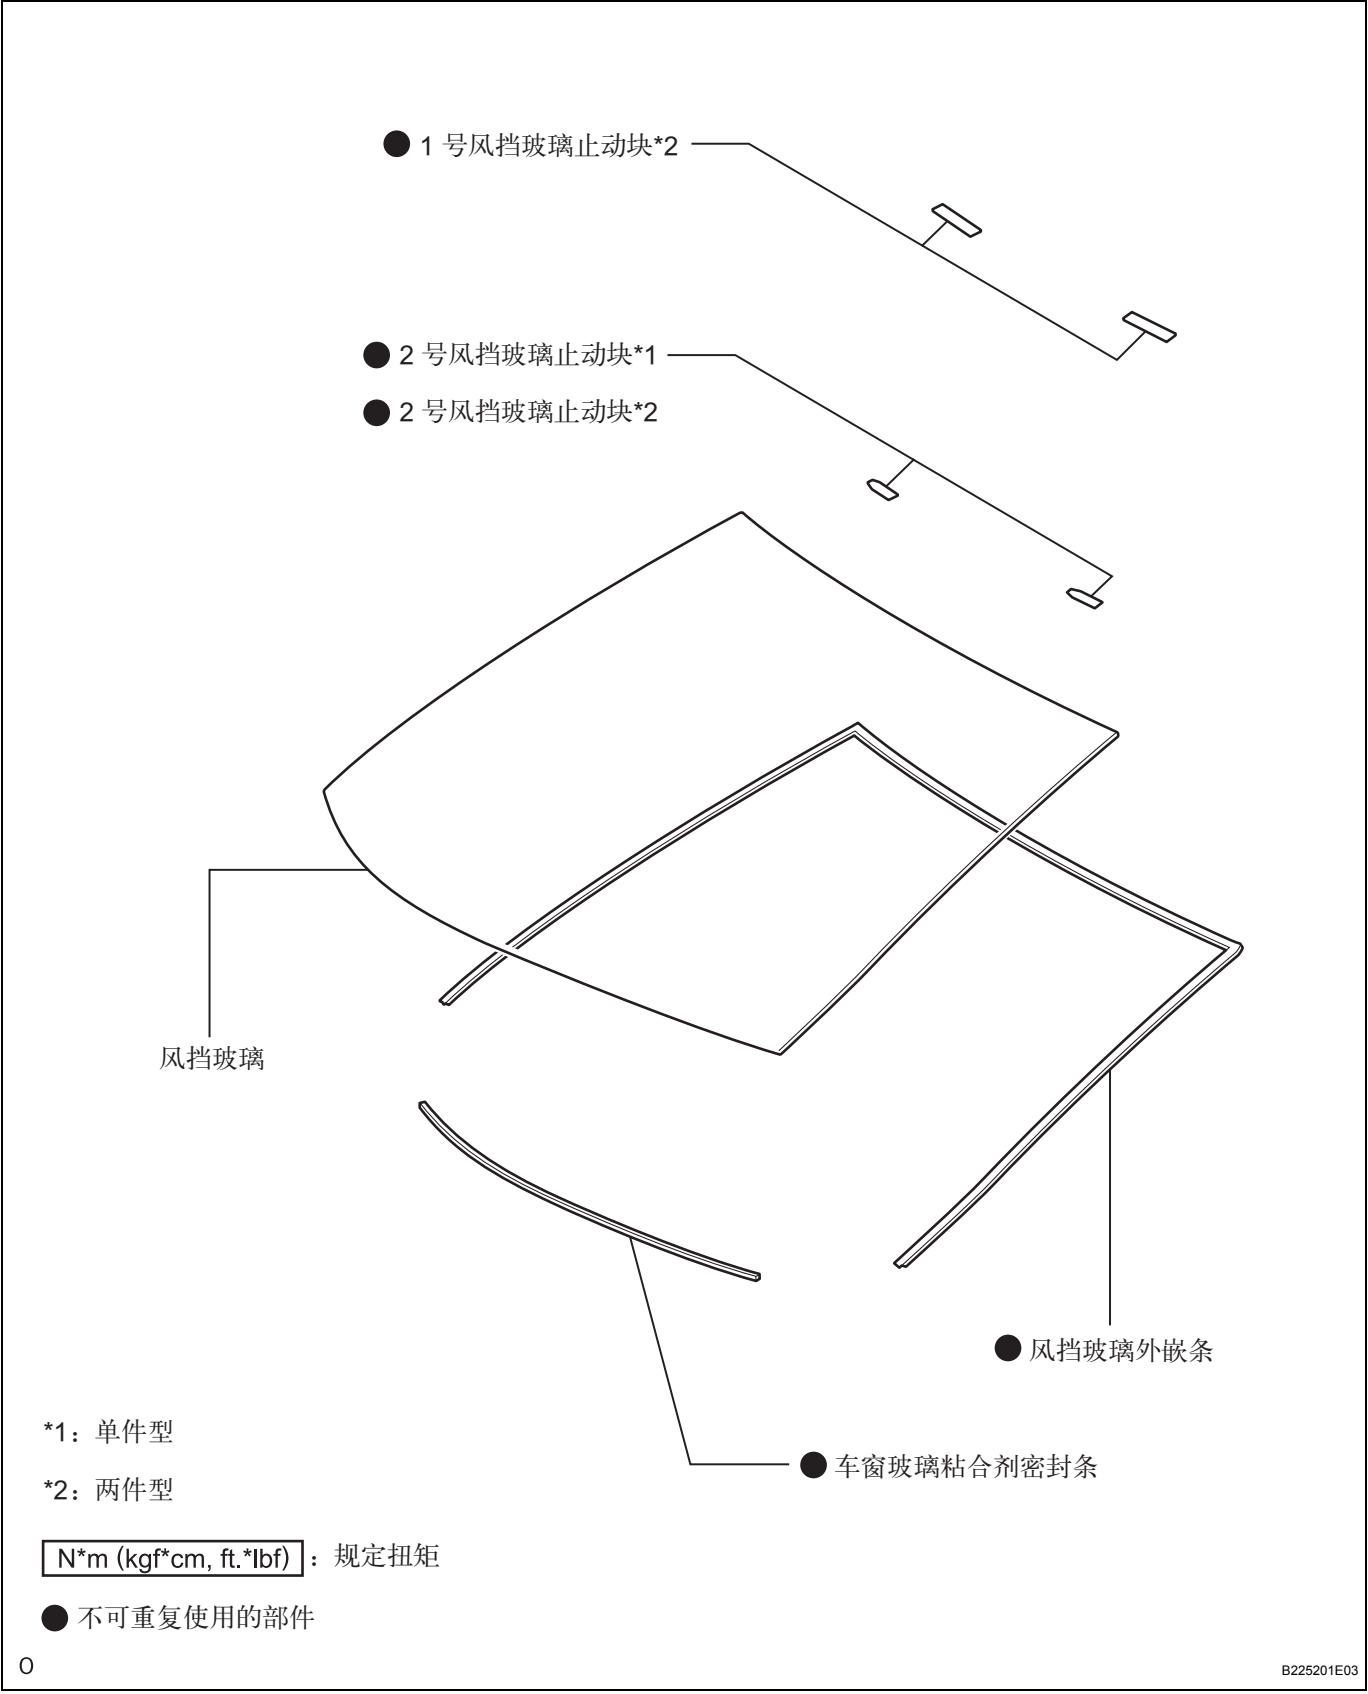 ● 1 号风挡玻璃止动块*2
● 2 号风挡玻璃止动块*1
● 2 号风挡玻璃止动块*2
风挡玻璃
● 风挡玻璃外嵌条
● 车窗玻璃粘合剂密封条
*1：单件型
*2：两件型
N*m (kgf*cm, ft.*lbf)：规定扭矩
● 不可重复使用的部件
O
B225201E03